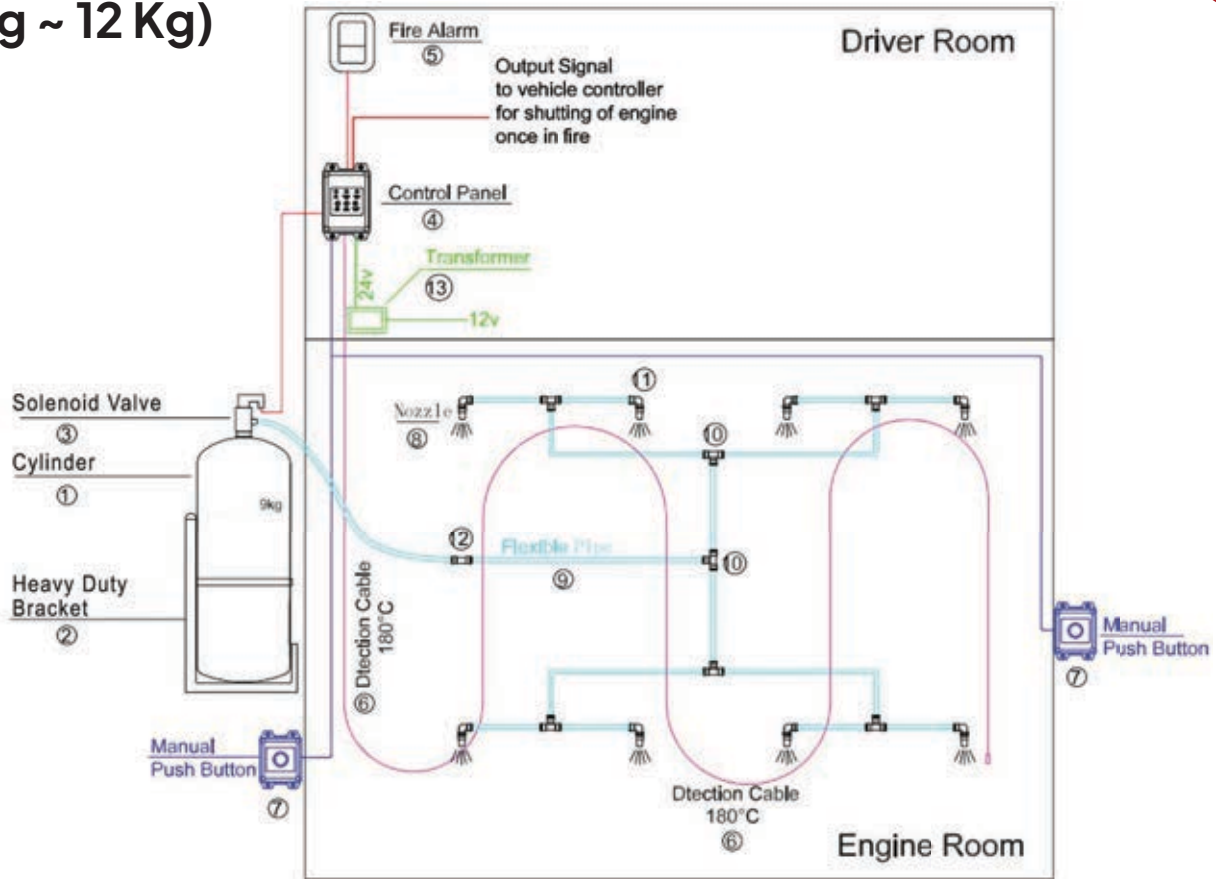 g ~ 12 Kg)
Fire Alarm
⑤
Driver Room
Output Signal
to vehicle controller
for shutting of engine
once in fire
Control Panel
④
Transformer
⑬
24v
12v
Solenoid Valve
③
Cylinder
①
9kg
Heavy Duty
Bracket
②
Nozzle
⑧
⑪
⑩
⑫
Flexible Pipe
⑨
⑩
⑥ Dtection Cable
180°C
Manual
Push Button
⑦
Manual
Push Button
⑦
Dtection Cable
180°C
⑥
Engine Room